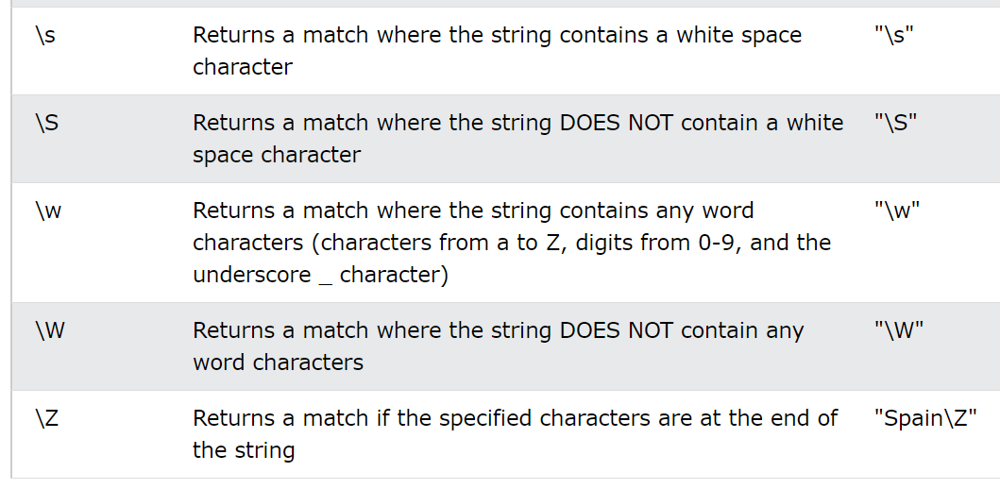 \s Returns a match where the string contains a white space "\s"
character
\S Returns a match where the string DOES NOT contain a white "\S"
space character
\w Returns a match where the string contains any word "\w"
characters (characters from a to Z, digits from 0-9, and the
underscore _ character)
\W Returns a match where the string DOES NOT contain any "\W"
word characters
\Z Returns a match if the specified characters are at the end of "Spain\Z"
the string